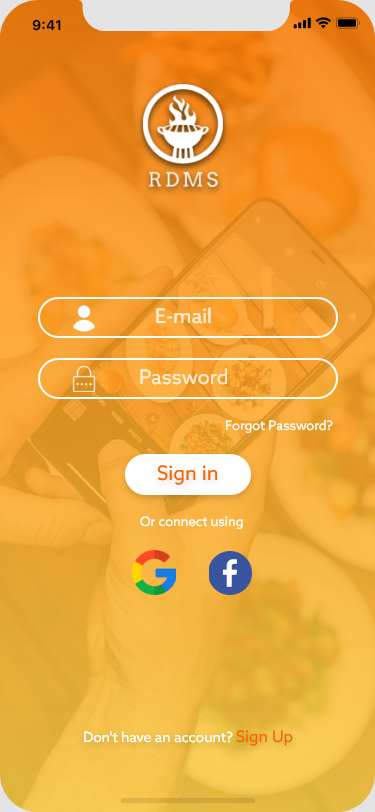 9:41
RDMS
E-mail
Password
Forgot Password?
Sign in
Or connect using
Don't have an account? Sign Up